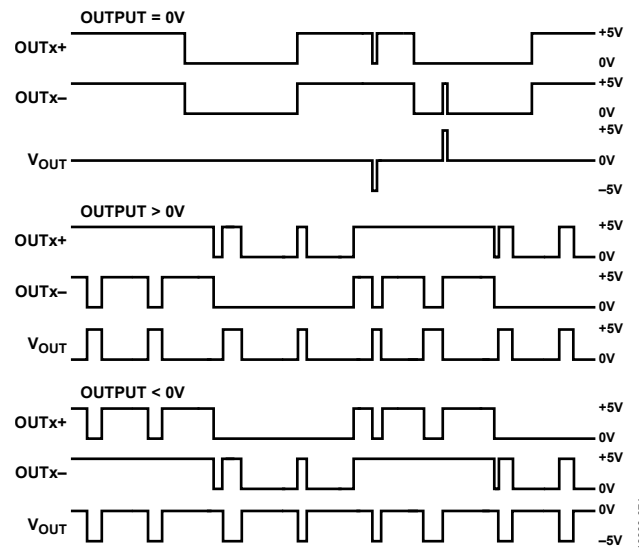 OUTPUT = 0V
OUTx+
+5V
0V
OUTx–
+5V
0V
+5V
VOUT
0V
–5V
OUTPUT > 0V
OUTx+
+5V
0V
OUTx–
+5V
0V
VOUT
+5V
0V
OUTPUT < 0V
OUTx+
+5V
0V
OUTx–
+5V
0V
VOUT
0V
–5V